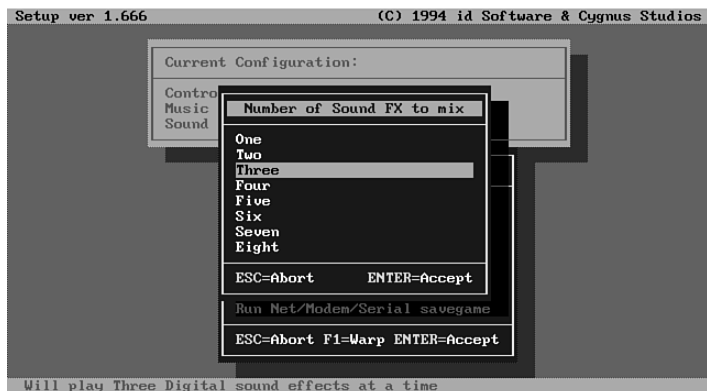 Setup ver 1.666 (C) 1994 id Software & Cygnus Studios
Current Configuration:
Contro
Music
Sound
Number of Sound FX to mix
One
Two
Three
Four
Five
Six
Seven
Eight
ESC=Abort ENTER=Accept
Run Net/Modem/Serial savegame
ESC=Abort F1=Warp ENTER=Accept
Will play Three Digital sound effects at a time